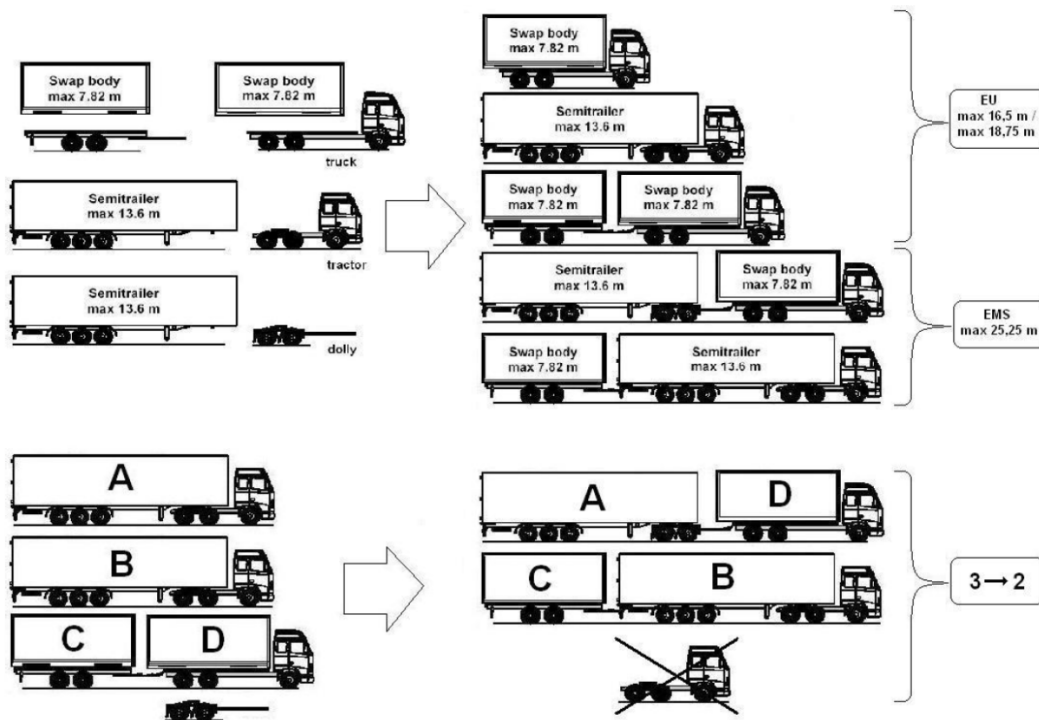 Swap body
max 7.82 m
Swap body
max 7.82 m
truck
Semitrailer
max 13.6 m
tractor
Semitrailer
max 13.6 m
dolly
Swap body
max 7.82 m
Semitrailer
max 13.6 m
Swap body
max 7.82 m
Swap body
max 7.82 m
Semitrailer
max 13.6 m
Swap body
max 7.82 m
Swap body
max 7.82 m
Semitrailer
max 13.6 m
EU
max 16,5 m /
max 18,75 m
EMS
max 25,25 m
A
B
C D
A D
C B
3→2